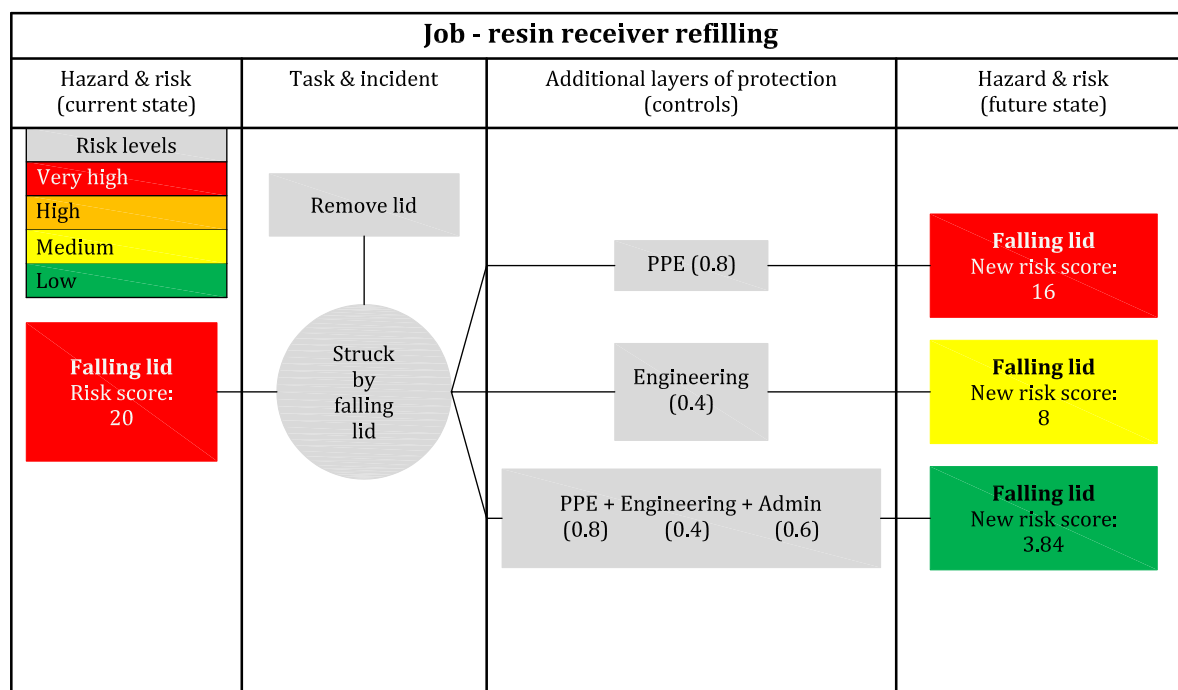 Job - resin receiver refilling
Hazard & risk
(current state)
Task & incident
Additional layers of protection
(controls)
Hazard & risk
(future state)
Risk levels
Very high
High
Medium
Low
Falling lid
Risk score:
20
Remove lid
Struck
by
falling
lid
PPE (0.8)
Engineering
(0.4)
PPE + Engineering + Admin
(0.8) (0.4) (0.6)
Falling lid
New risk score:
16
Falling lid
New risk score:
8
Falling lid
New risk score:
3.84